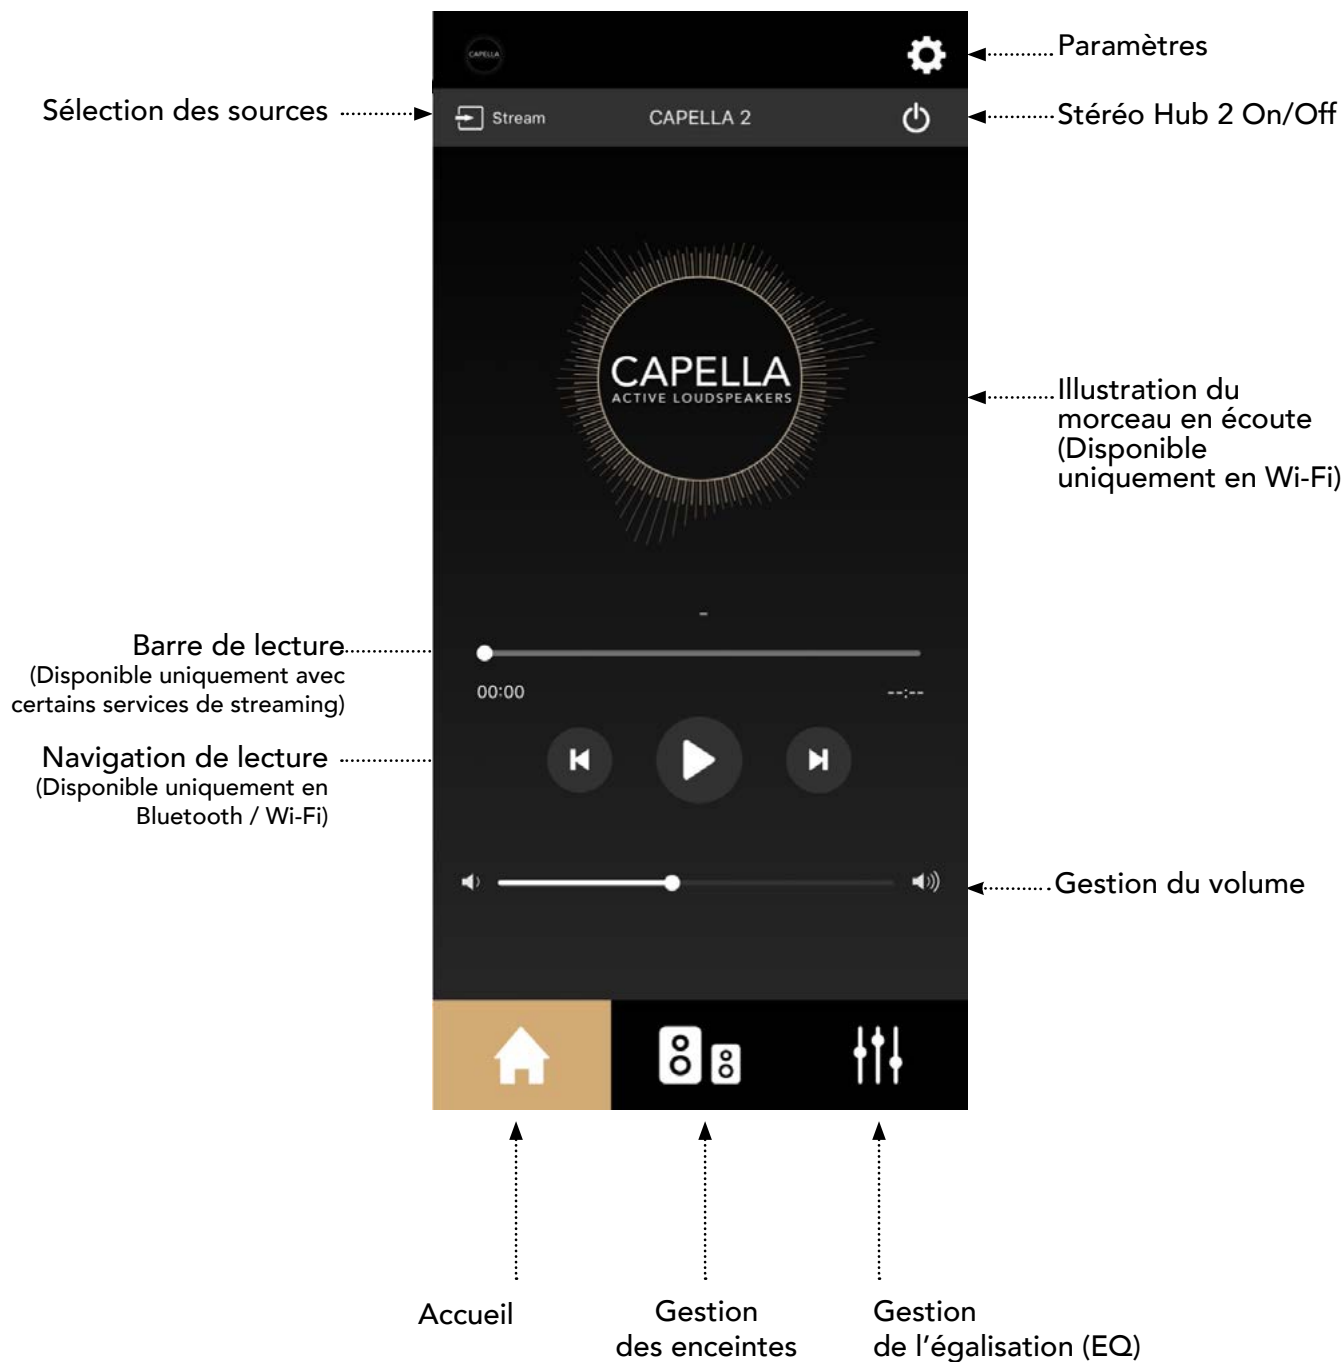 CAPELLA
Paramètres
Sélection des sources
Stream
CAPELLA 2
Stéréo Hub 2 On/Off
CAPELLA
ACTIVE LOUDSPEAKERS
Illustration du
morceau en écoute
(Disponible
uniquement en Wi-Fi)
-
Barre de lecture
(Disponible uniquement avec
certains services de streaming)
00:00
--:--
Navigation de lecture
(Disponible uniquement en
Bluetooth / Wi-Fi)
Gestion du volume
Accueil
Gestion
des enceintes
Gestion
de l'égalisation (EQ)